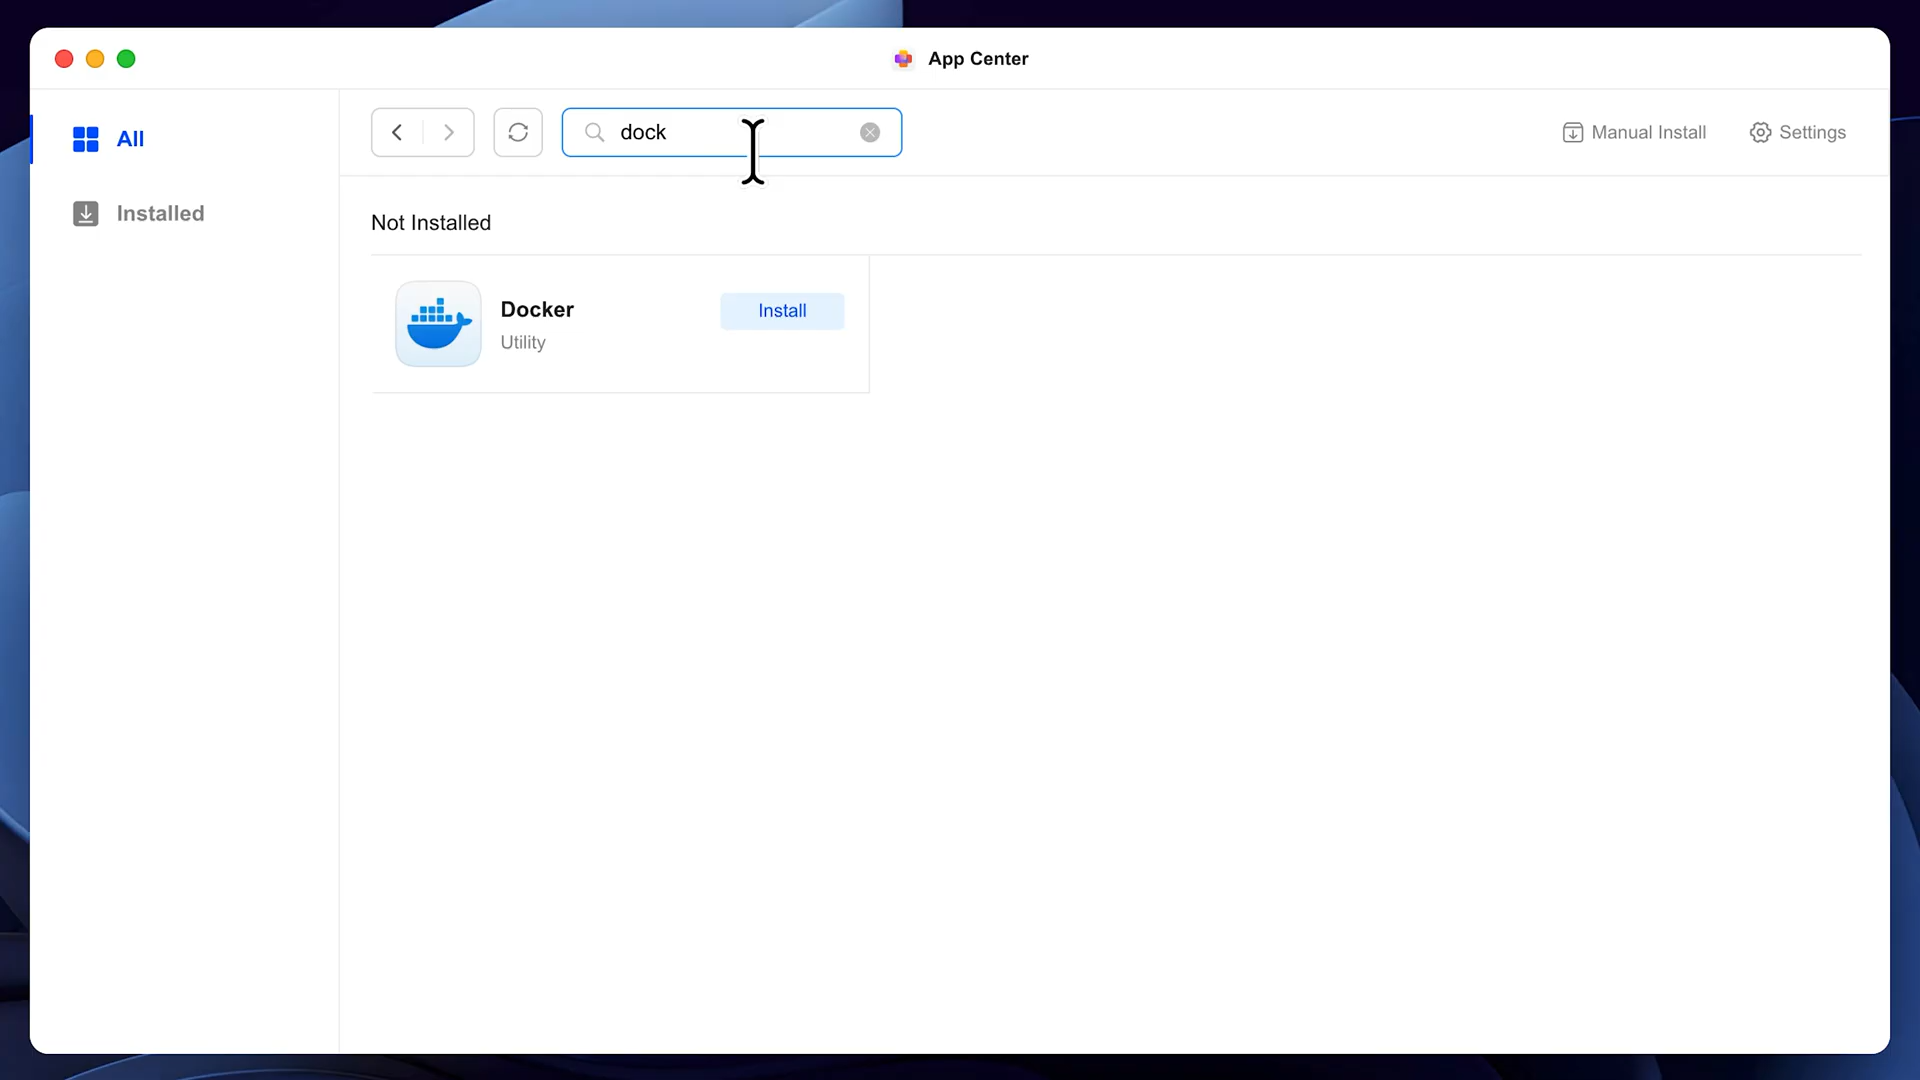 App Center
All
Installed
dock
Manual Install
Settings
Not Installed
Docker
Install
Utility